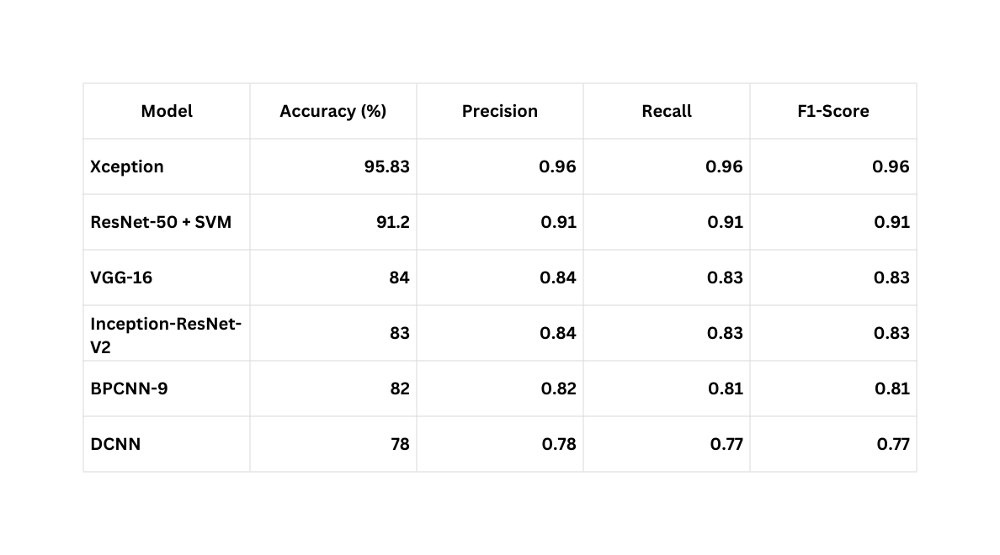 Model Accuracy (%) Precision Recall F1-Score
Xception 95.83 0.96 0.96 0.96
ResNet-50 + SVM 91.2 0.91 0.91 0.91
VGG-16 84 0.84 0.83 0.83
Inception-ResNet-
V2 83 0.84 0.83 0.83
BPCNN-9 82 0.82 0.81 0.81
DCNN 78 0.78 0.77 0.77